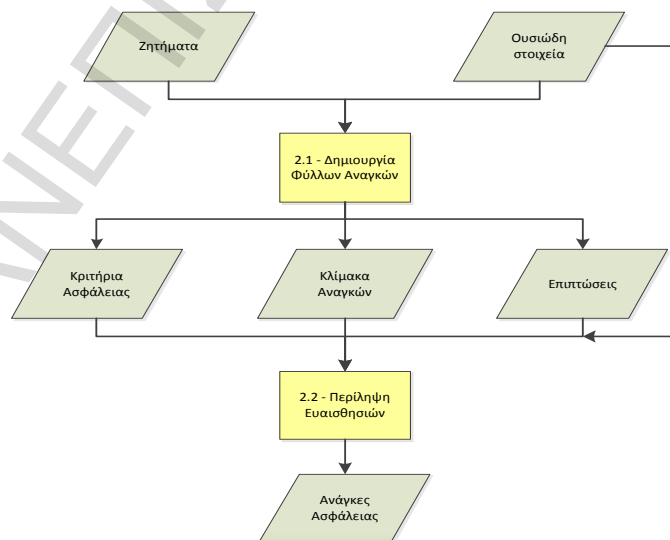 Ζητήματα
Ουσιώδη
στοιχεία
2.1 - Δημιουργία
Φύλλων Αναγκών
Κριτήρια
Ασφάλειας
Κλίμακα
Αναγκών
Επιπτώσεις
2.2 - Περίληψη
Ευαισθησιών
Ανάγκες
Ασφάλειας